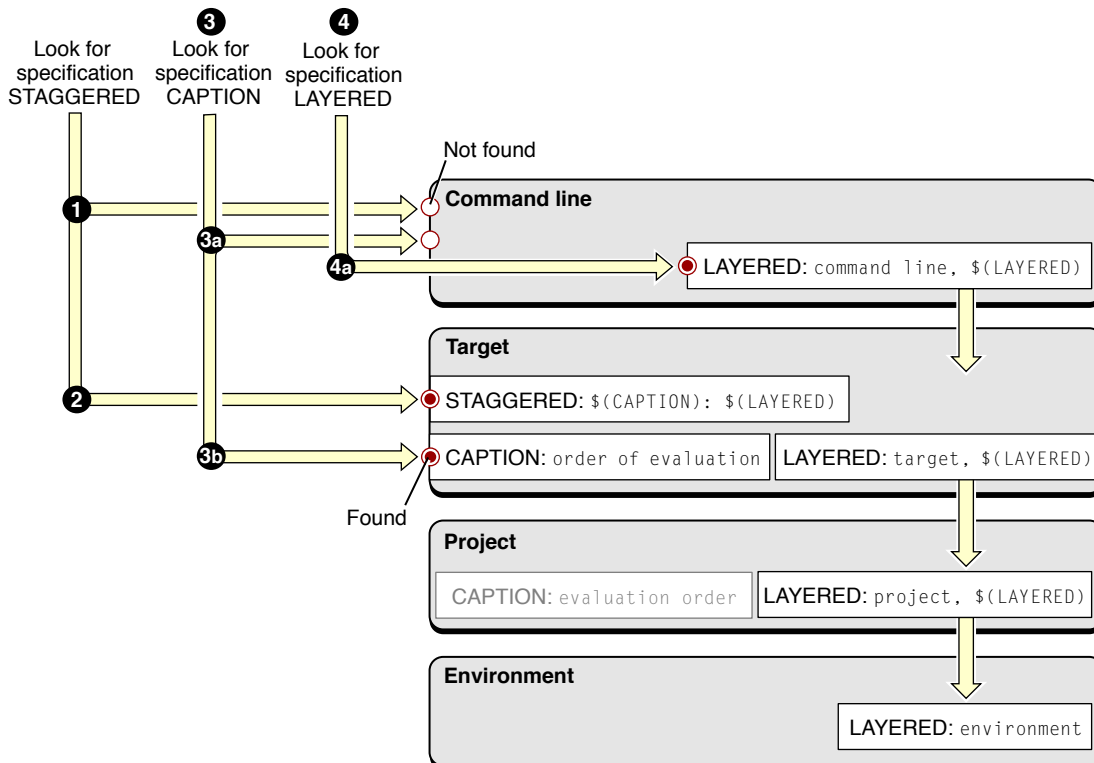 3
4
Look for
specification
STAGGERED
Look for
specification
CAPTION
Look for
specification
LAYERED
Not found
Command line
1
3a
4a
LAYERED: command line, $(LAYERED)
Target
2
STAGGERED: $(CAPTION): $(LAYERED)
3b
CAPTION: order of evaluation
LAYERED: target, $(LAYERED)
Found
Project
CAPTION: evaluation order
LAYERED: project, $(LAYERED)
Environment
LAYERED: environment